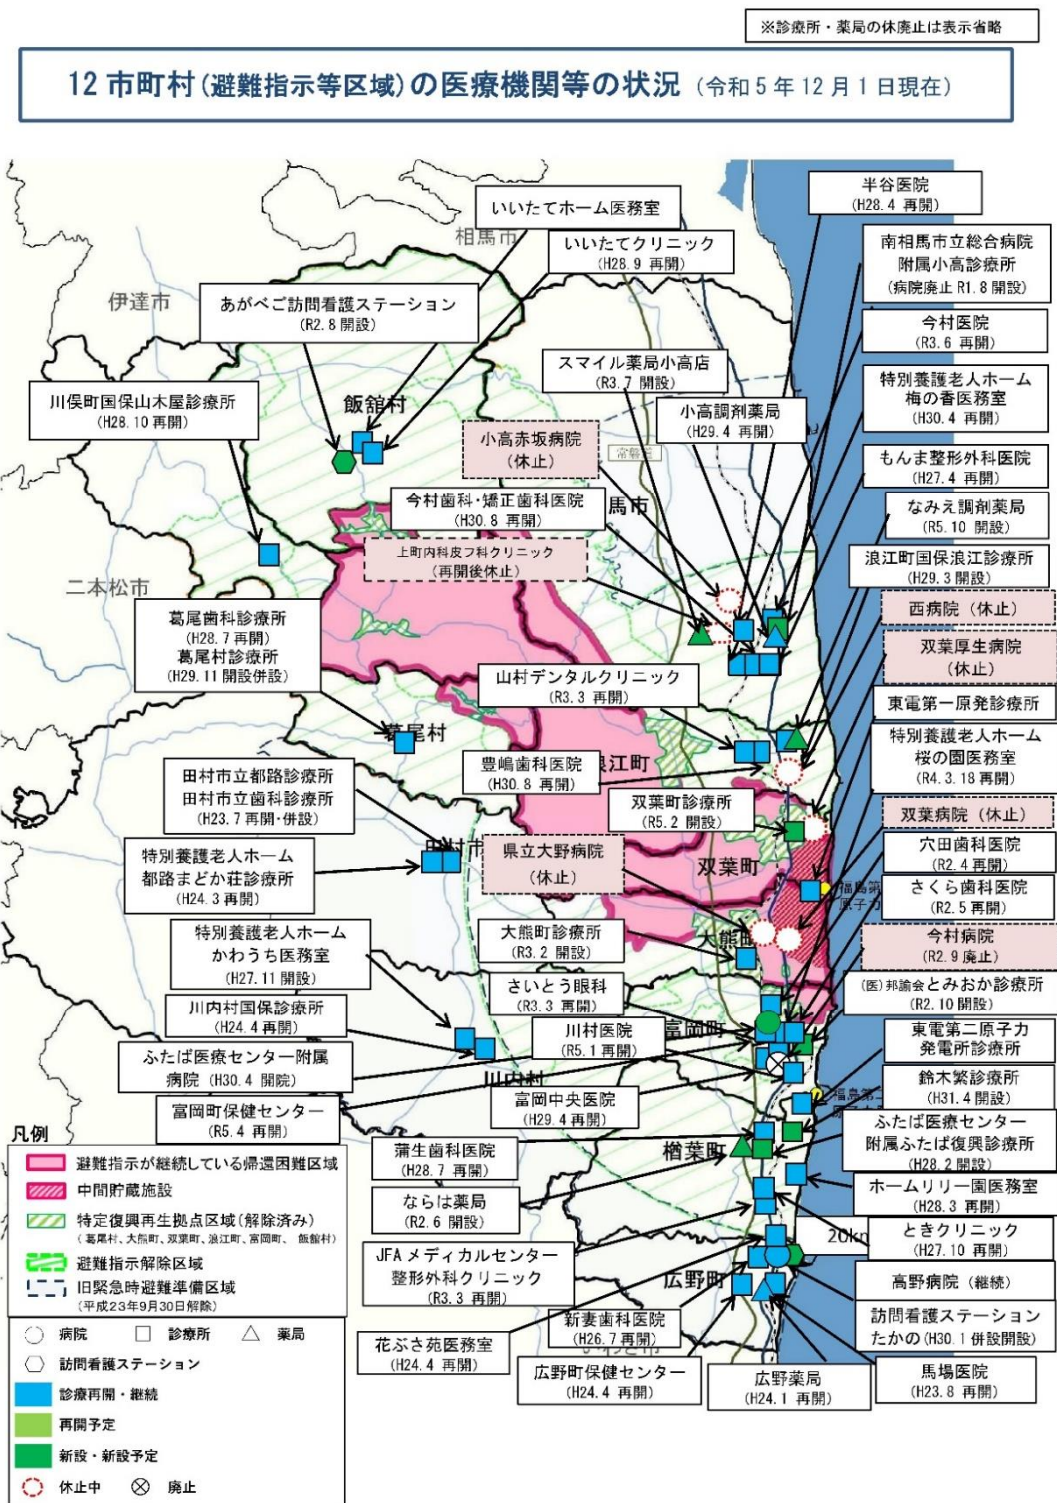 ※診療所・薬局の休廃止は表示省略
12 市町村(避難指示等区域)の医療機関等の状況 (令和5年12月1日現在)
半谷医院
(H28.4 再開)
いいたてホーム医務室
相馬市
いいたてクリニック
(H28.9 再開)
南相馬市立総合病院
附属小高診療所
(病院廃止 R1.8 開設)
伊達市
あがべご訪問看護ステーション
(R2.8 開設)
今村医院
(R3.6 再開)
スマイル薬局小高店
(R3.7 開設)
特別養護老人ホーム
梅の香医務室
(H30.4 再開)
川俣町国保山木屋診療所
(H28.10 再開)
飯舘村
小高調剤薬局
(H29.4 再開)
小高赤坂病院
(休止)
常磐
もんま整形外科医院
(H27.4 再開)
今村歯科・矯正歯科医院
(H30.8 再開)
馬市
なみえ調剤薬局
(R5.10 開設)
上町内科皮フ科クリニック
(再開後休止)
浪江町国保浪江診療所
(H29.3 開設)
二本松市
西病院 (休止)
葛尾歯科診療所
(H28.7 再開)
葛尾村診療所
(H29.11 開設併設)
双葉厚生病院
(休止)
山村デンタルクリニック
(R3.3 再開)
東電第一原発診療所
葛尾村
特別養護老人ホーム
桜の園医務室
(R4.3.18 再開)
豊嶋歯科医院
(H30.8 再開)
浪江町
田村市立都路診療所
田村市立歯科診療所
(H23.7 再開・併設)
双葉町診療所
(R5.2 開設)
双葉病院 (休止)
田村市
穴田歯科医院
(R2.4 再開)
特別養護老人ホーム
都路まどか荘診療所
(H24.3 再開)
県立大野病院
(休止)
双葉町
福島第
原子力
さくら歯科医院
(R2.5 再開)
大熊町診療所
(R3.2 開設)
大熊町
今村病院
(R2.9 廃止)
特別養護老人ホーム
かわうち医務室
(H27.11 開設)
さいとう眼科
(R3.3 再開)
(医)邦諭会とみおか診療所
(R2.10 開設)
川内村国保診療所
(H24.4 再開)
川村医院
(R5.1 再開)
富岡町
東電第二原子力
発電所診療所
ふたば医療センター附属
病院 (H30.4 開院)
川内村
富岡中央医院
(H29.4 再開)
福島第二
鈴木繁診療所
(H31.4 開設)
富岡町保健センター
(R5.4 再開)
ふたば医療センター
附属ふたば復興診療所
(H28.2 開設)
凡例
避難指示が継続している帰還困難区域
中間貯蔵施設
特定復興再生拠点区域(解除済み)
(葛尾村、大熊町、双葉町、浪江町、富岡町、 飯舘村)
避難指示解除区域
旧緊急時避難準備区域
(平成23年9月30日解除)
蒲生歯科医院
(H28.7 再開)
楢葉町
ならは薬局
(R2.6 開設)
ホームリリー園医務室
(H28.3 再開)
JFAメディカルセンター
整形外科クリニック
(R3.3 再開)
20km
ときクリニック
(H27.10 再開)
広野町
高野病院 (継続)
新妻歯科医院
(H26.7 再開)
訪問看護ステーション
たかの (H30.1 併設開設)
花ぶさ苑医務室
(H24.4 再開)
広野町保健センター
(H24.4 再開)
広野薬局
(H24.1 再開)
馬場医院
(H23.8 再開)
病院 診療所 薬局
訪問看護ステーション
診療再開・継続
再開予定
新設・新設予定
休止中 廃止